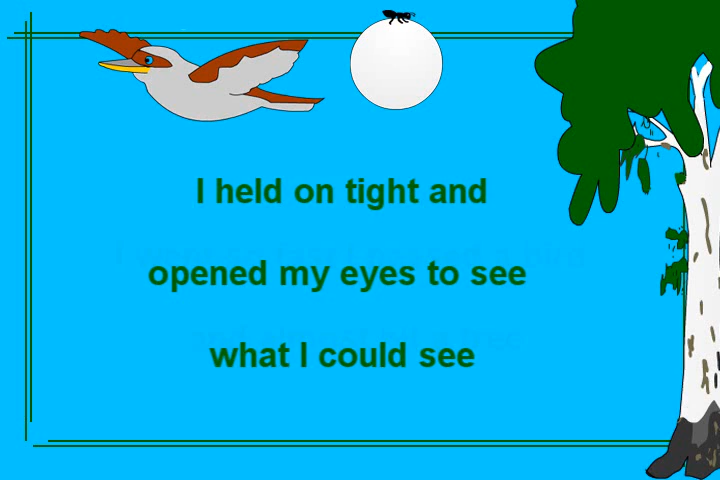 I held on tight and
opened my eyes to see
what I could see